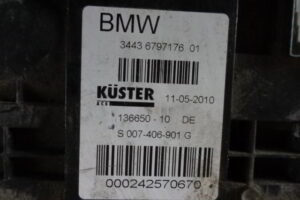 BMW
3443 6797176 01
KÜSTER 11-05-2010
136650 - 10 DE
S 007-406-901 G
000242570670